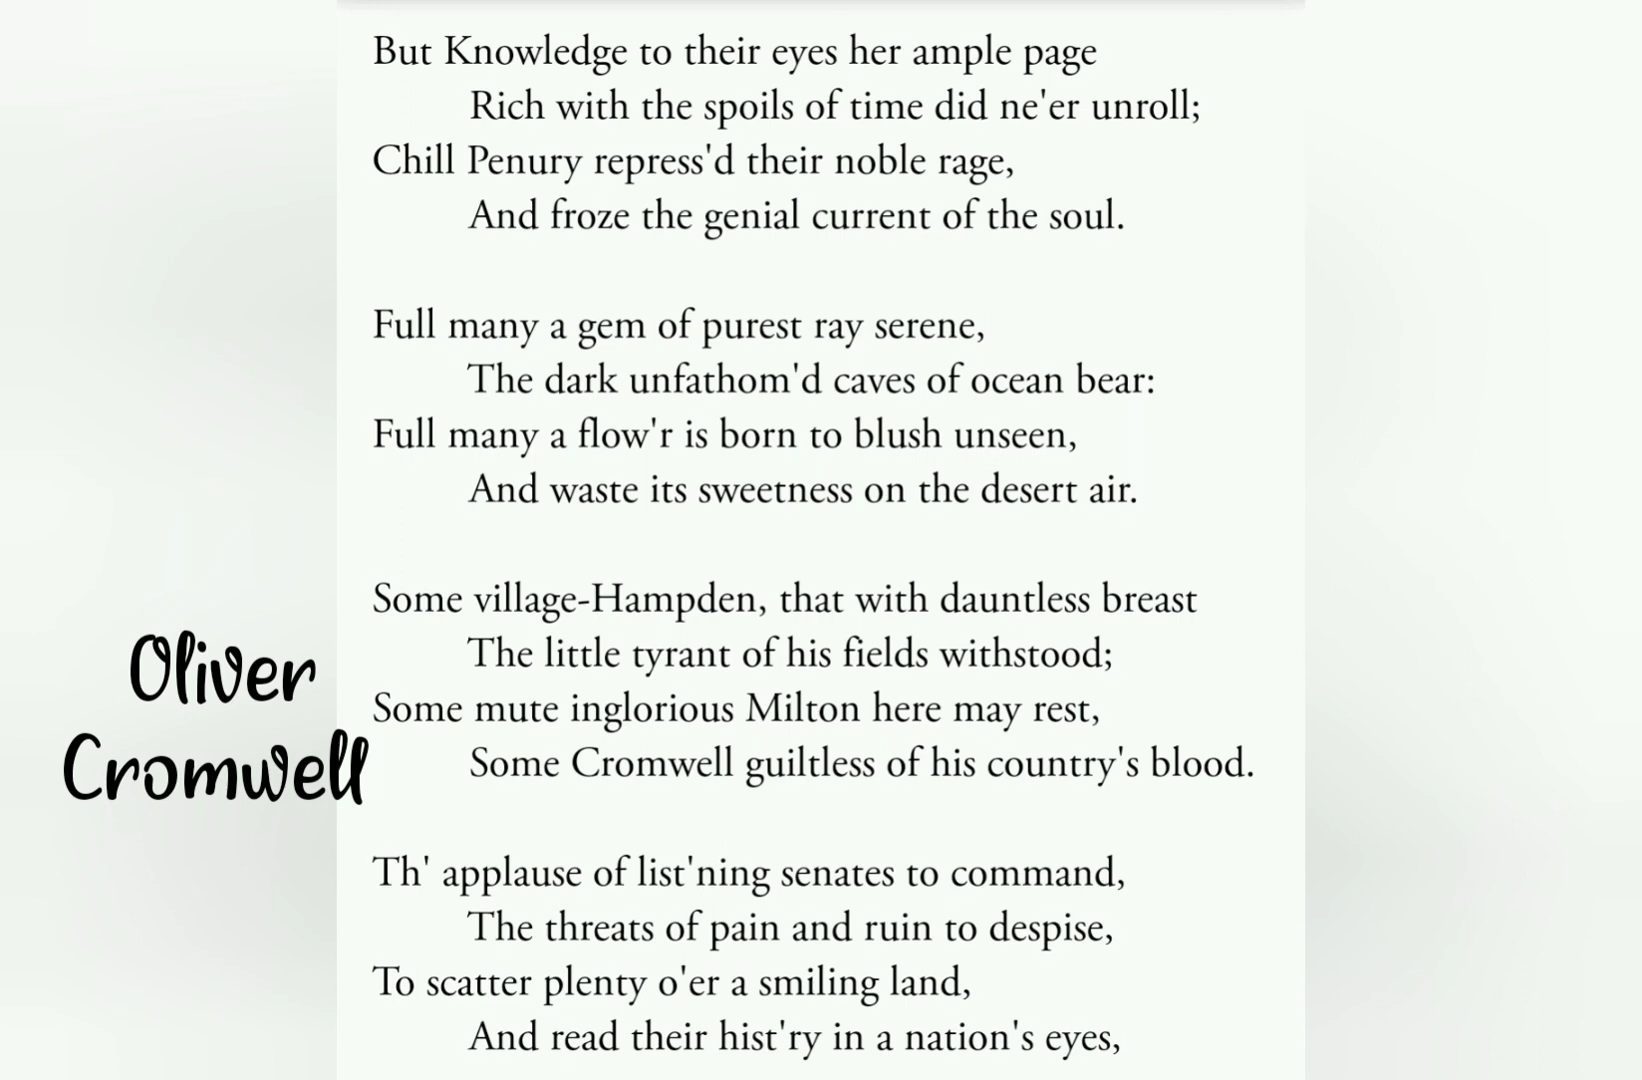 But Knowledge to their eyes her ample page
Rich with the spoils of time did ne'er unroll;
Chill Penury repress'd their noble rage,
And froze the genial current of the soul.
Full many a gem of purest ray serene,
The dark unfathom'd caves of ocean bear:
Full many a flow'r is born to blush unseen,
And waste its sweetness on the desert air.
Some village-Hampden, that with dauntless breast
The little tyrant of his fields withstood;
Some mute inglorious Milton here may rest,
Some Cromwell guiltless of his country's blood.
Th' applause of list'ning senates to command,
The threats of pain and ruin to despise,
To scatter plenty o'er a smiling land,
And read their hist'ry in a nation's eyes,
Oliver
Cromwell